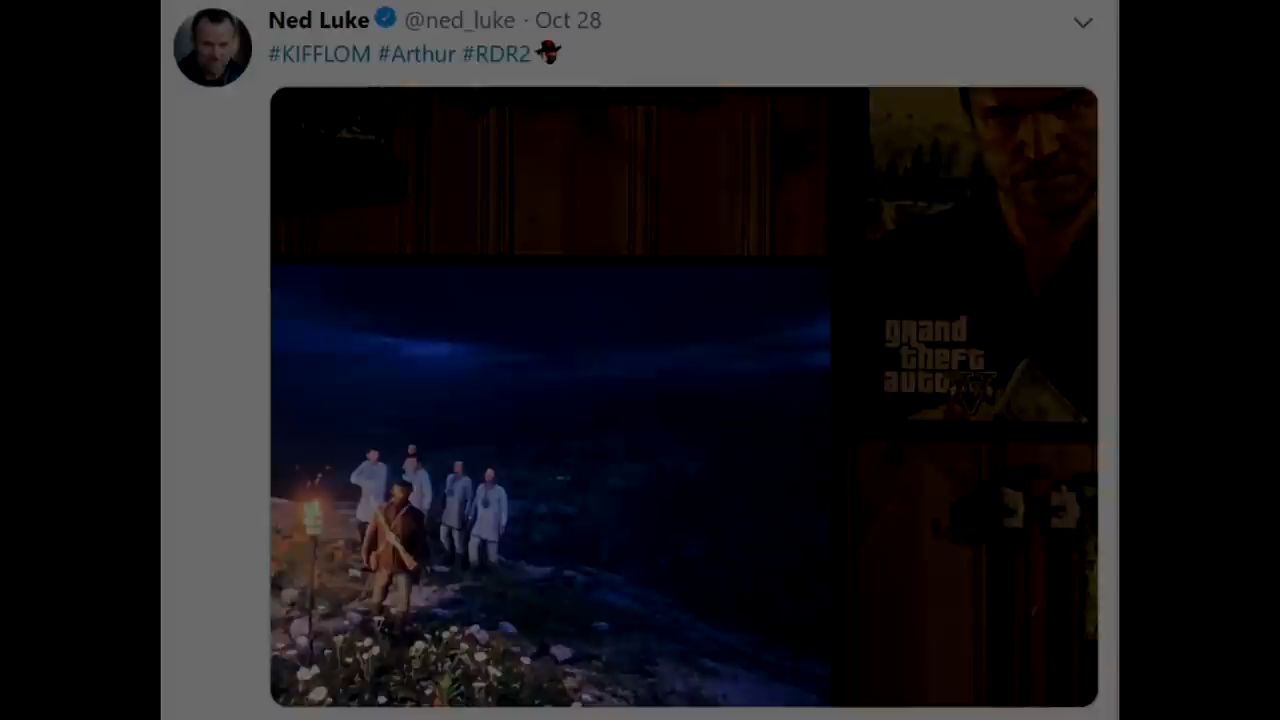 Ned Luke @ned_luke · Oct 28
#KIFFLOM #Arthur #RDR2
grand
theft
auto V